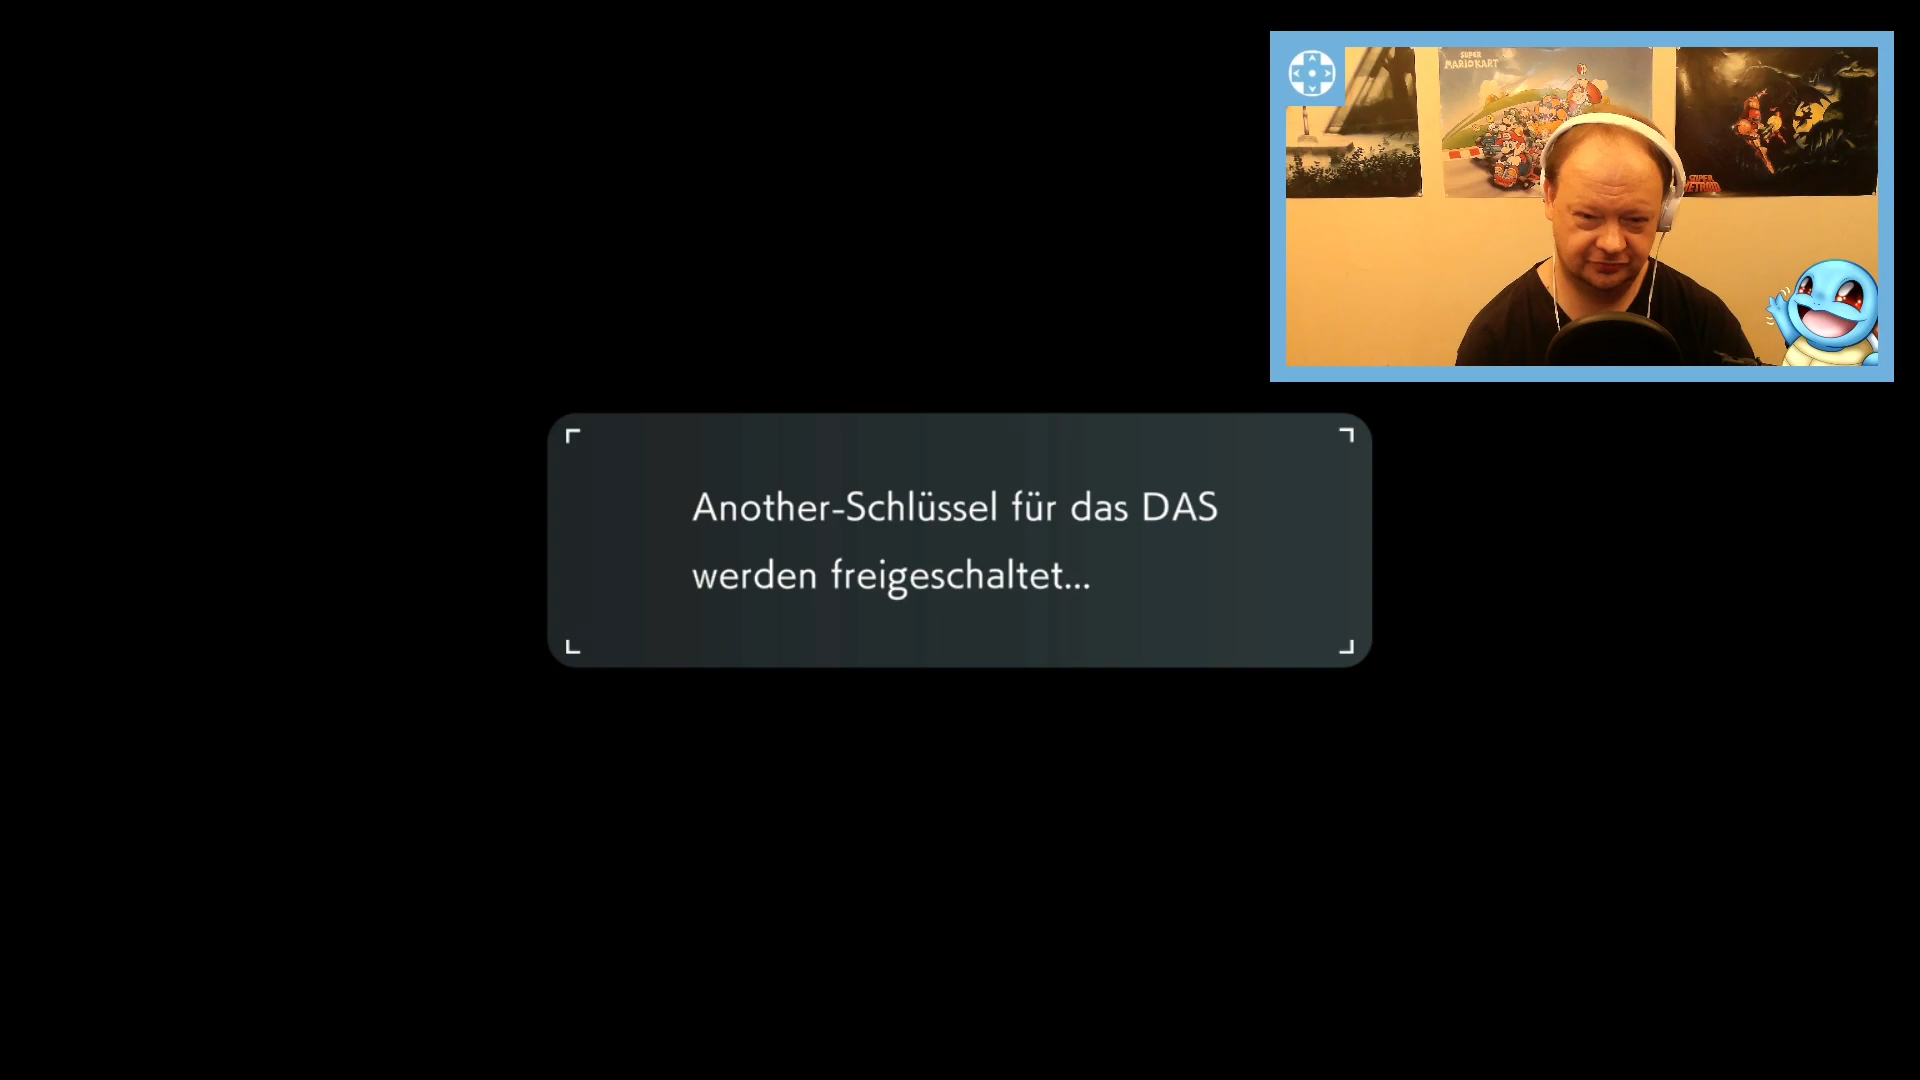 SUPER
MARIO KART
SUPER
METROID
Another-Schlüssel für das DAS
werden freigeschaltet...